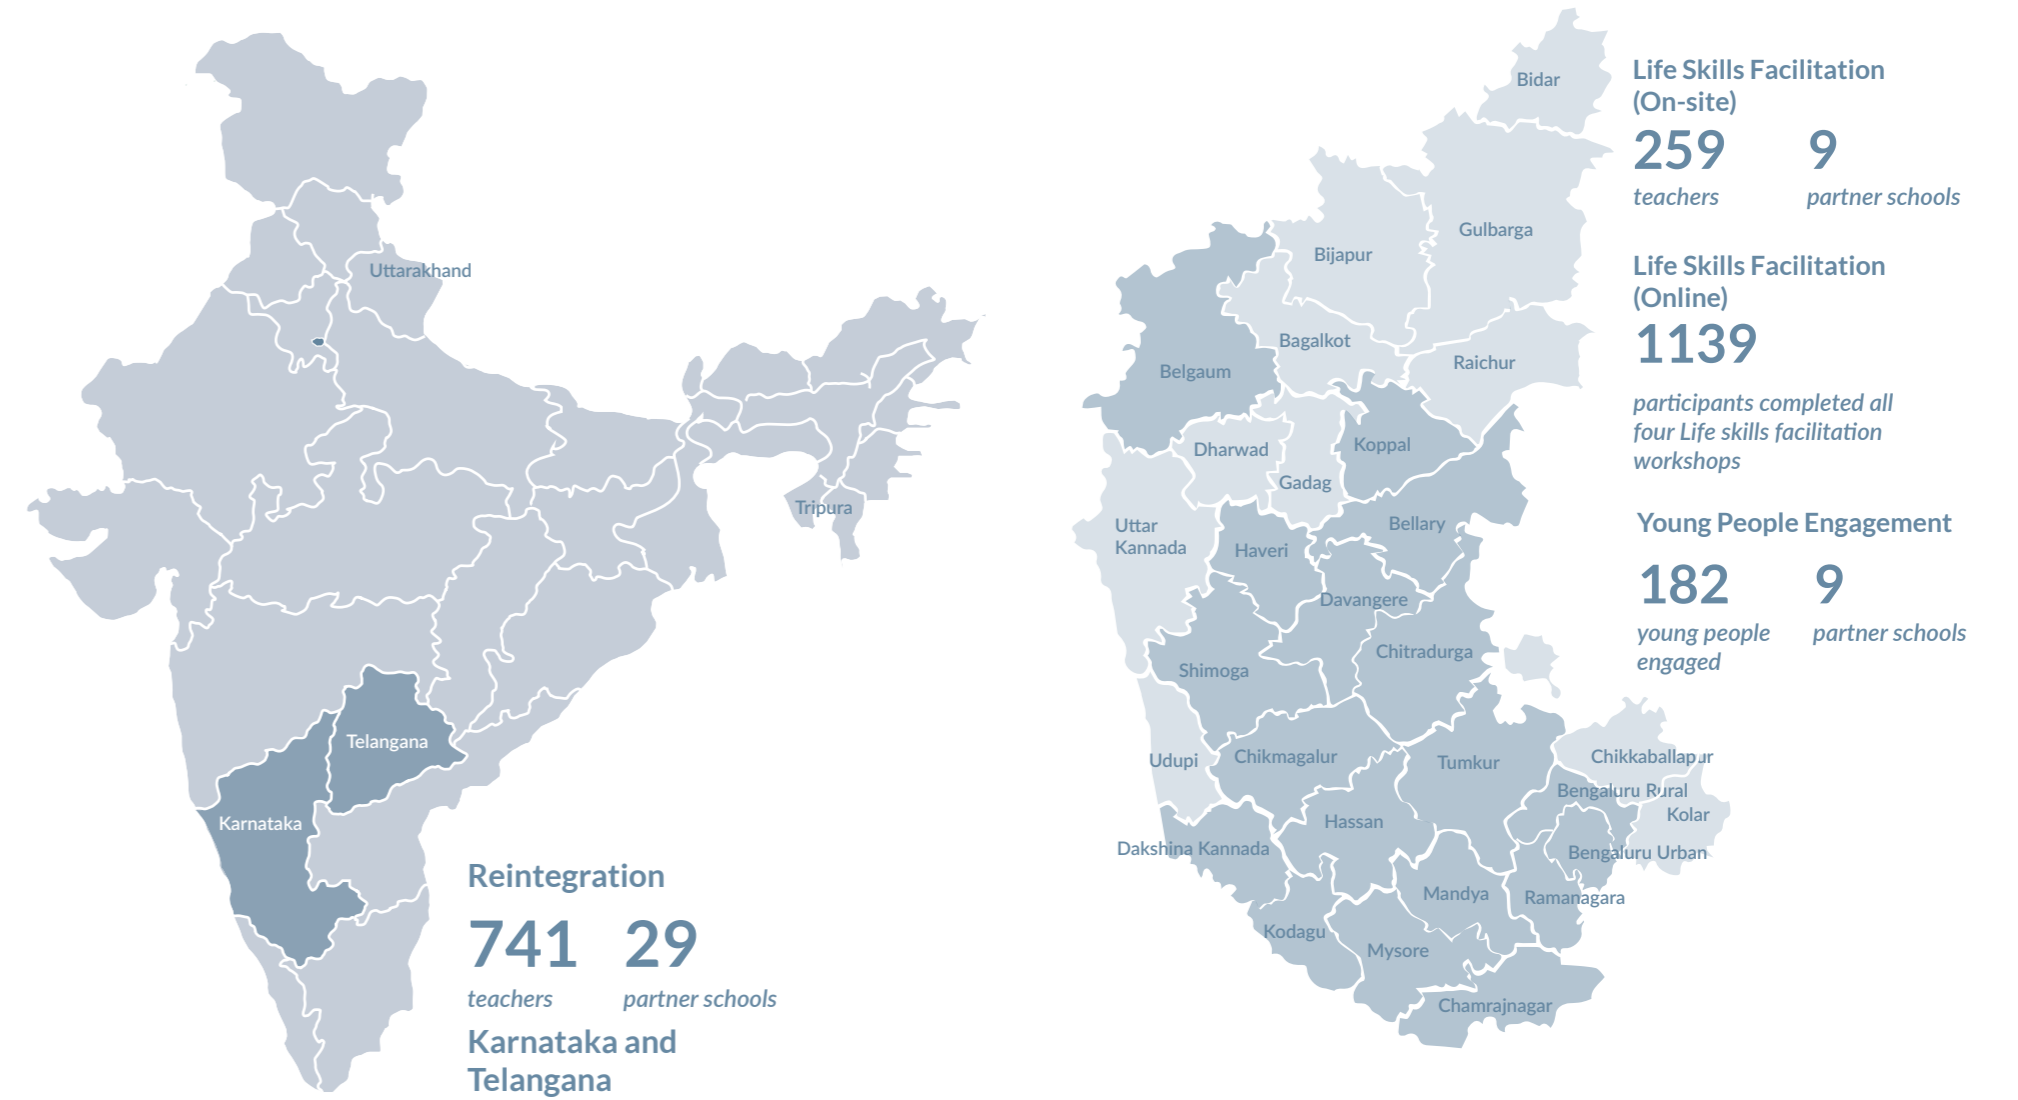 Uttarakhand
Tripura
Telangana
Karnataka
Reintegration
741 29
teachers partner schools
Karnataka and
Telangana
Bidar
Gulbarga
Bijapur
Bagalkot
Raichur
Belgaum
Koppal
Dharwad
Gadag
Bellary
Uttar
Kannada
Haveri
Davangere
Chitradurga
Shimoga
Udupi
Chikmagalur
Tumkur
Chikkaballapur
Bengaluru Rural
Kolar
Hassan
Dakshina Kannada
Bengaluru Urban
Mandya
Ramanagara
Kodagu
Mysore
Chamrajnagar
Life Skills Facilitation
(On-site)
259 9
teachers partner schools
Life Skills Facilitation
(Online)
1139
participants completed all
four Life skills facilitation
workshops
Young People Engagement
182 9
young people partner schools
engaged